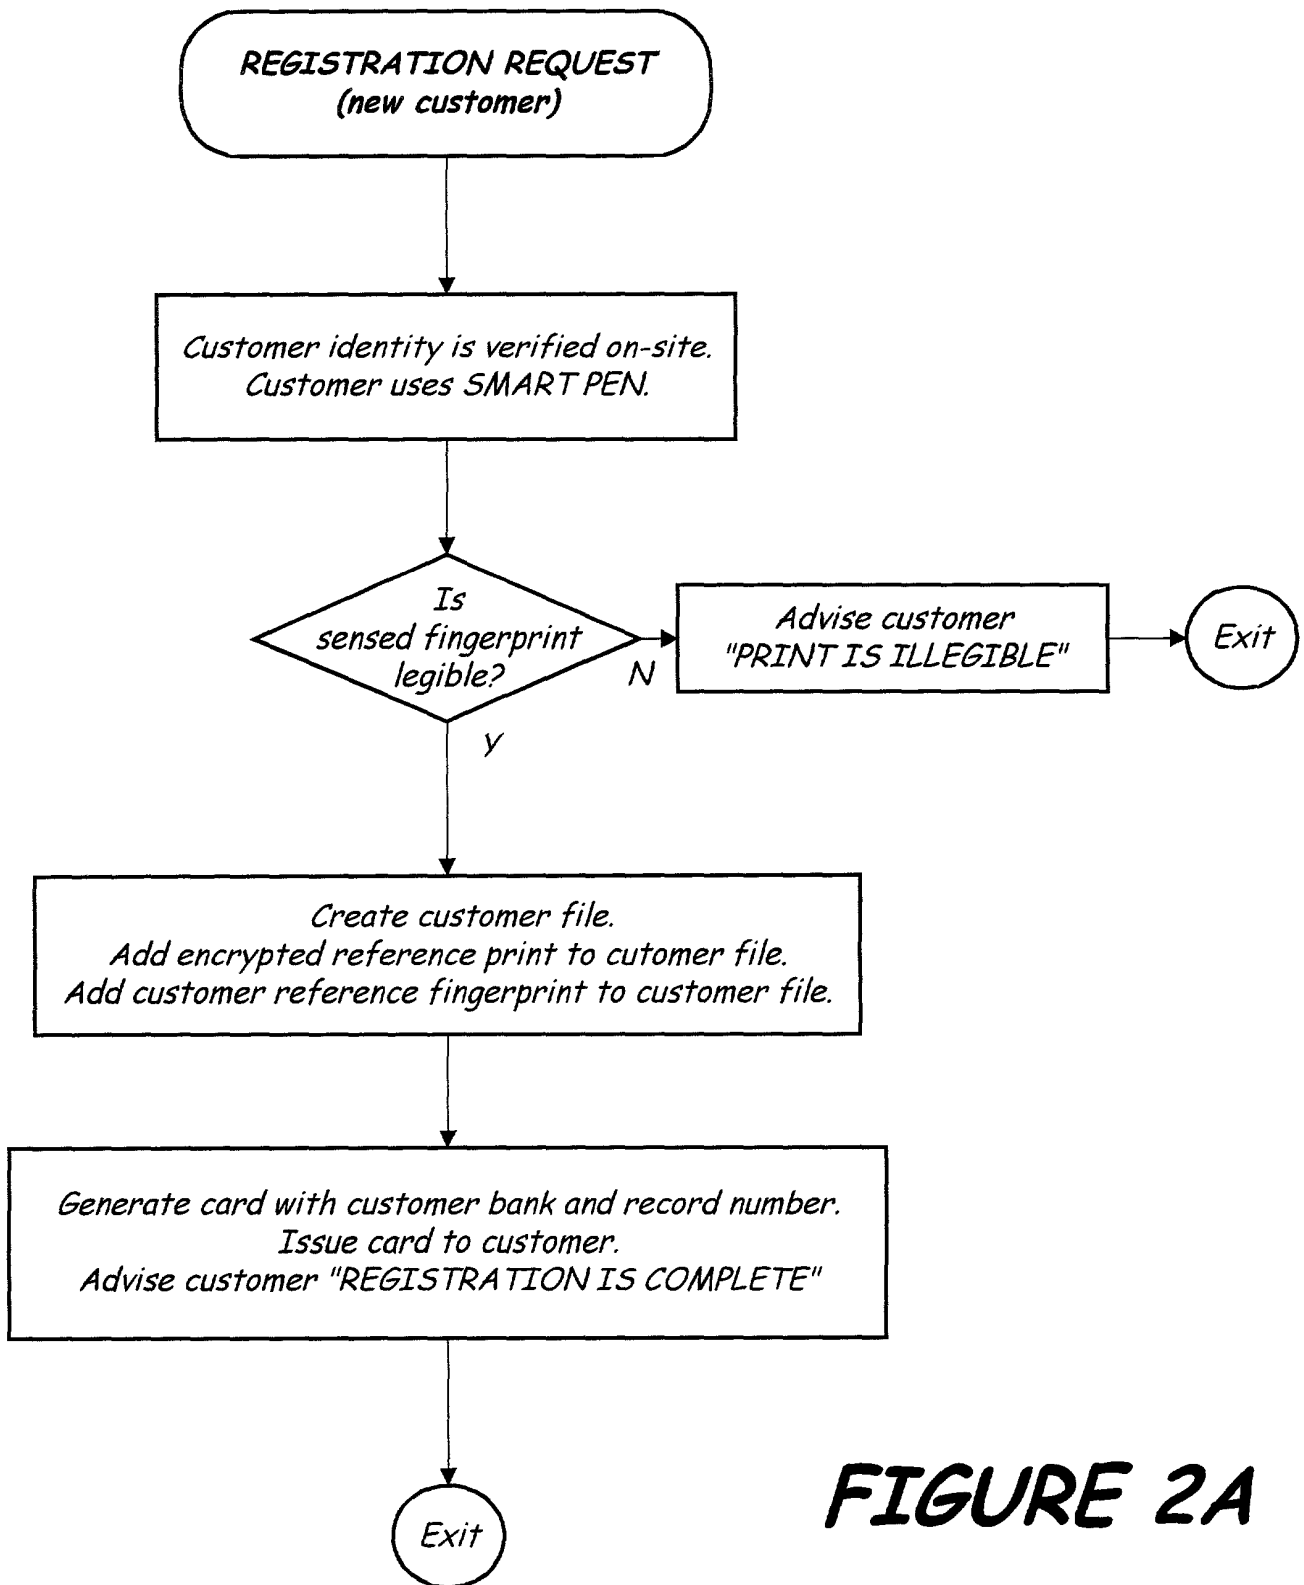 REGISTRATION REQUEST
(new customer)
Customer identity is verified on-site.
Customer uses SMART PEN.
Is
sensed fingerprint
legible?
N
Advise customer
"PRINT IS ILLEGIBLE"
Exit
Y
Create customer file.
Add encrypted reference print to cutomer file.
Add customer reference fingerprint to customer file.
Generate card with customer bank and record number.
Issue card to customer.
Advise customer "REGISTRATION IS COMPLETE"
Exit
FIGURE 2A